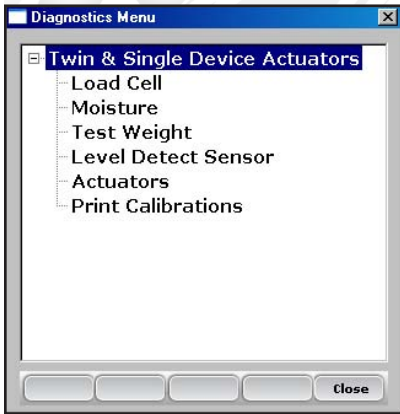 Diagnostics Menu
Twin & Single Device Actuators
Load Cell
Moisture
Test Weight
Level Detect Sensor
Actuators
Print Calibrations
Close